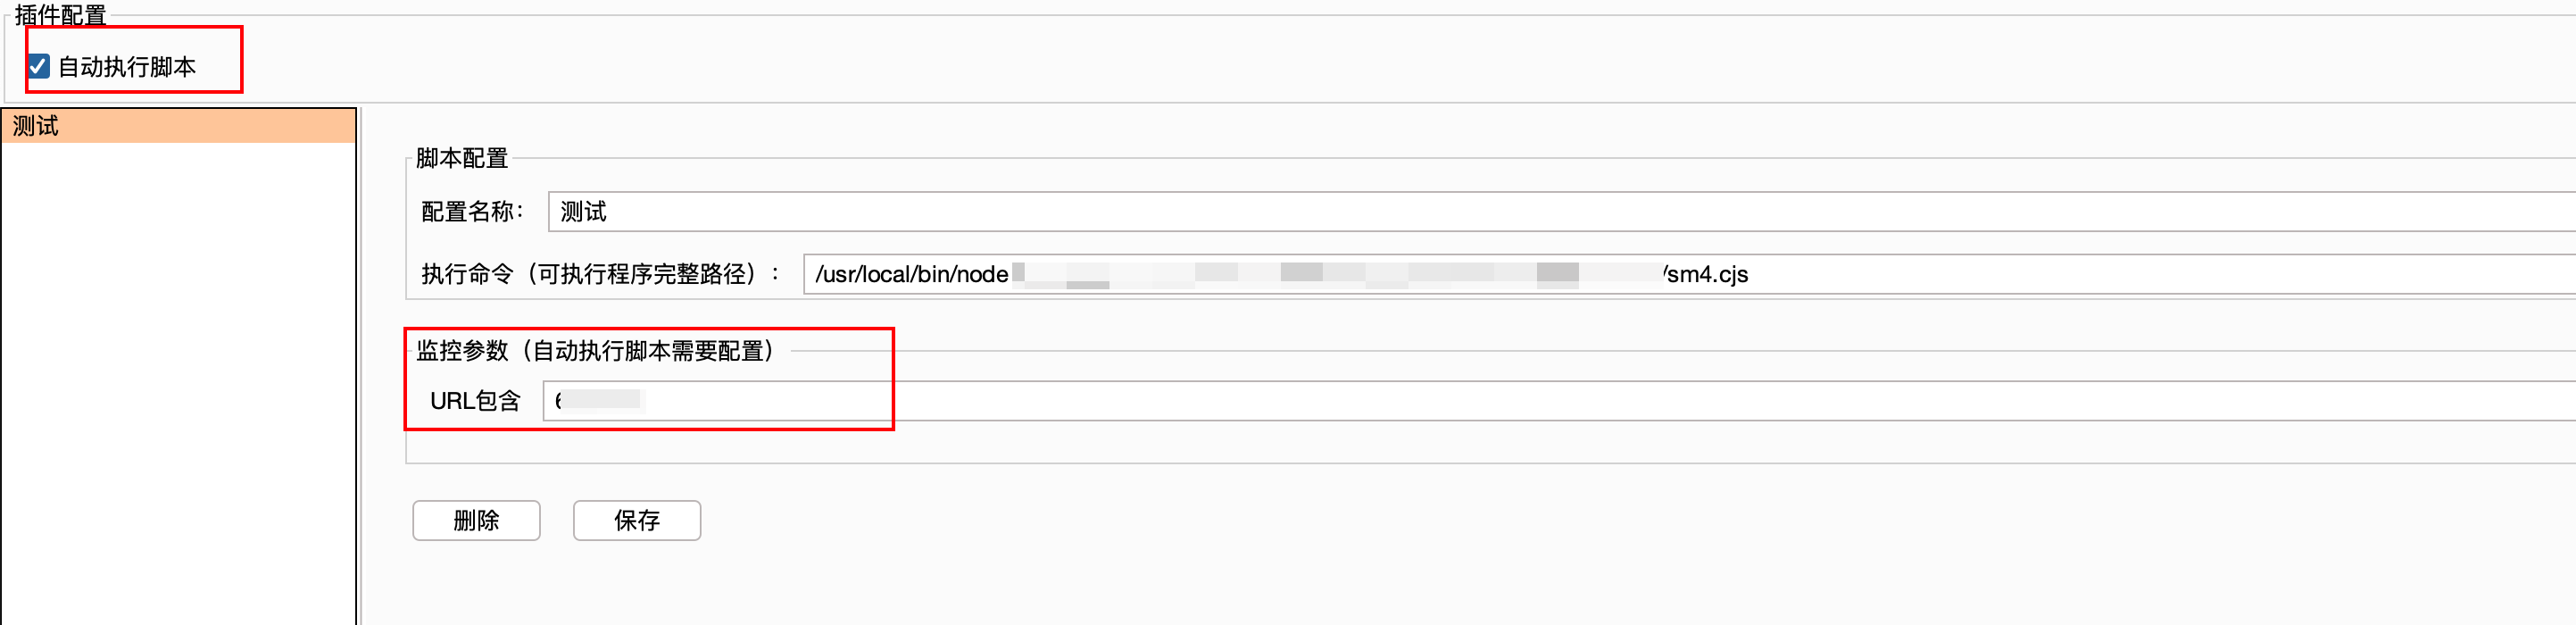 插件配置
自动执行脚本
测试
脚本配置
配置名称：
测试
执行命令（可执行程序完整路径）：
/usr/local/bin/node /sm4.cjs
监控参数（自动执行脚本需要配置）
URL包含
删除
保存